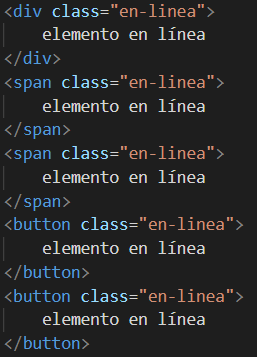 <div class="en-linea">
    elemento en línea
</div>
<span class="en-linea">
    elemento en línea
</span>
<span class="en-linea">
    elemento en línea
</span>
<button class="en-linea">
    elemento en línea
</button>
<button class="en-linea">
    elemento en línea
</button>